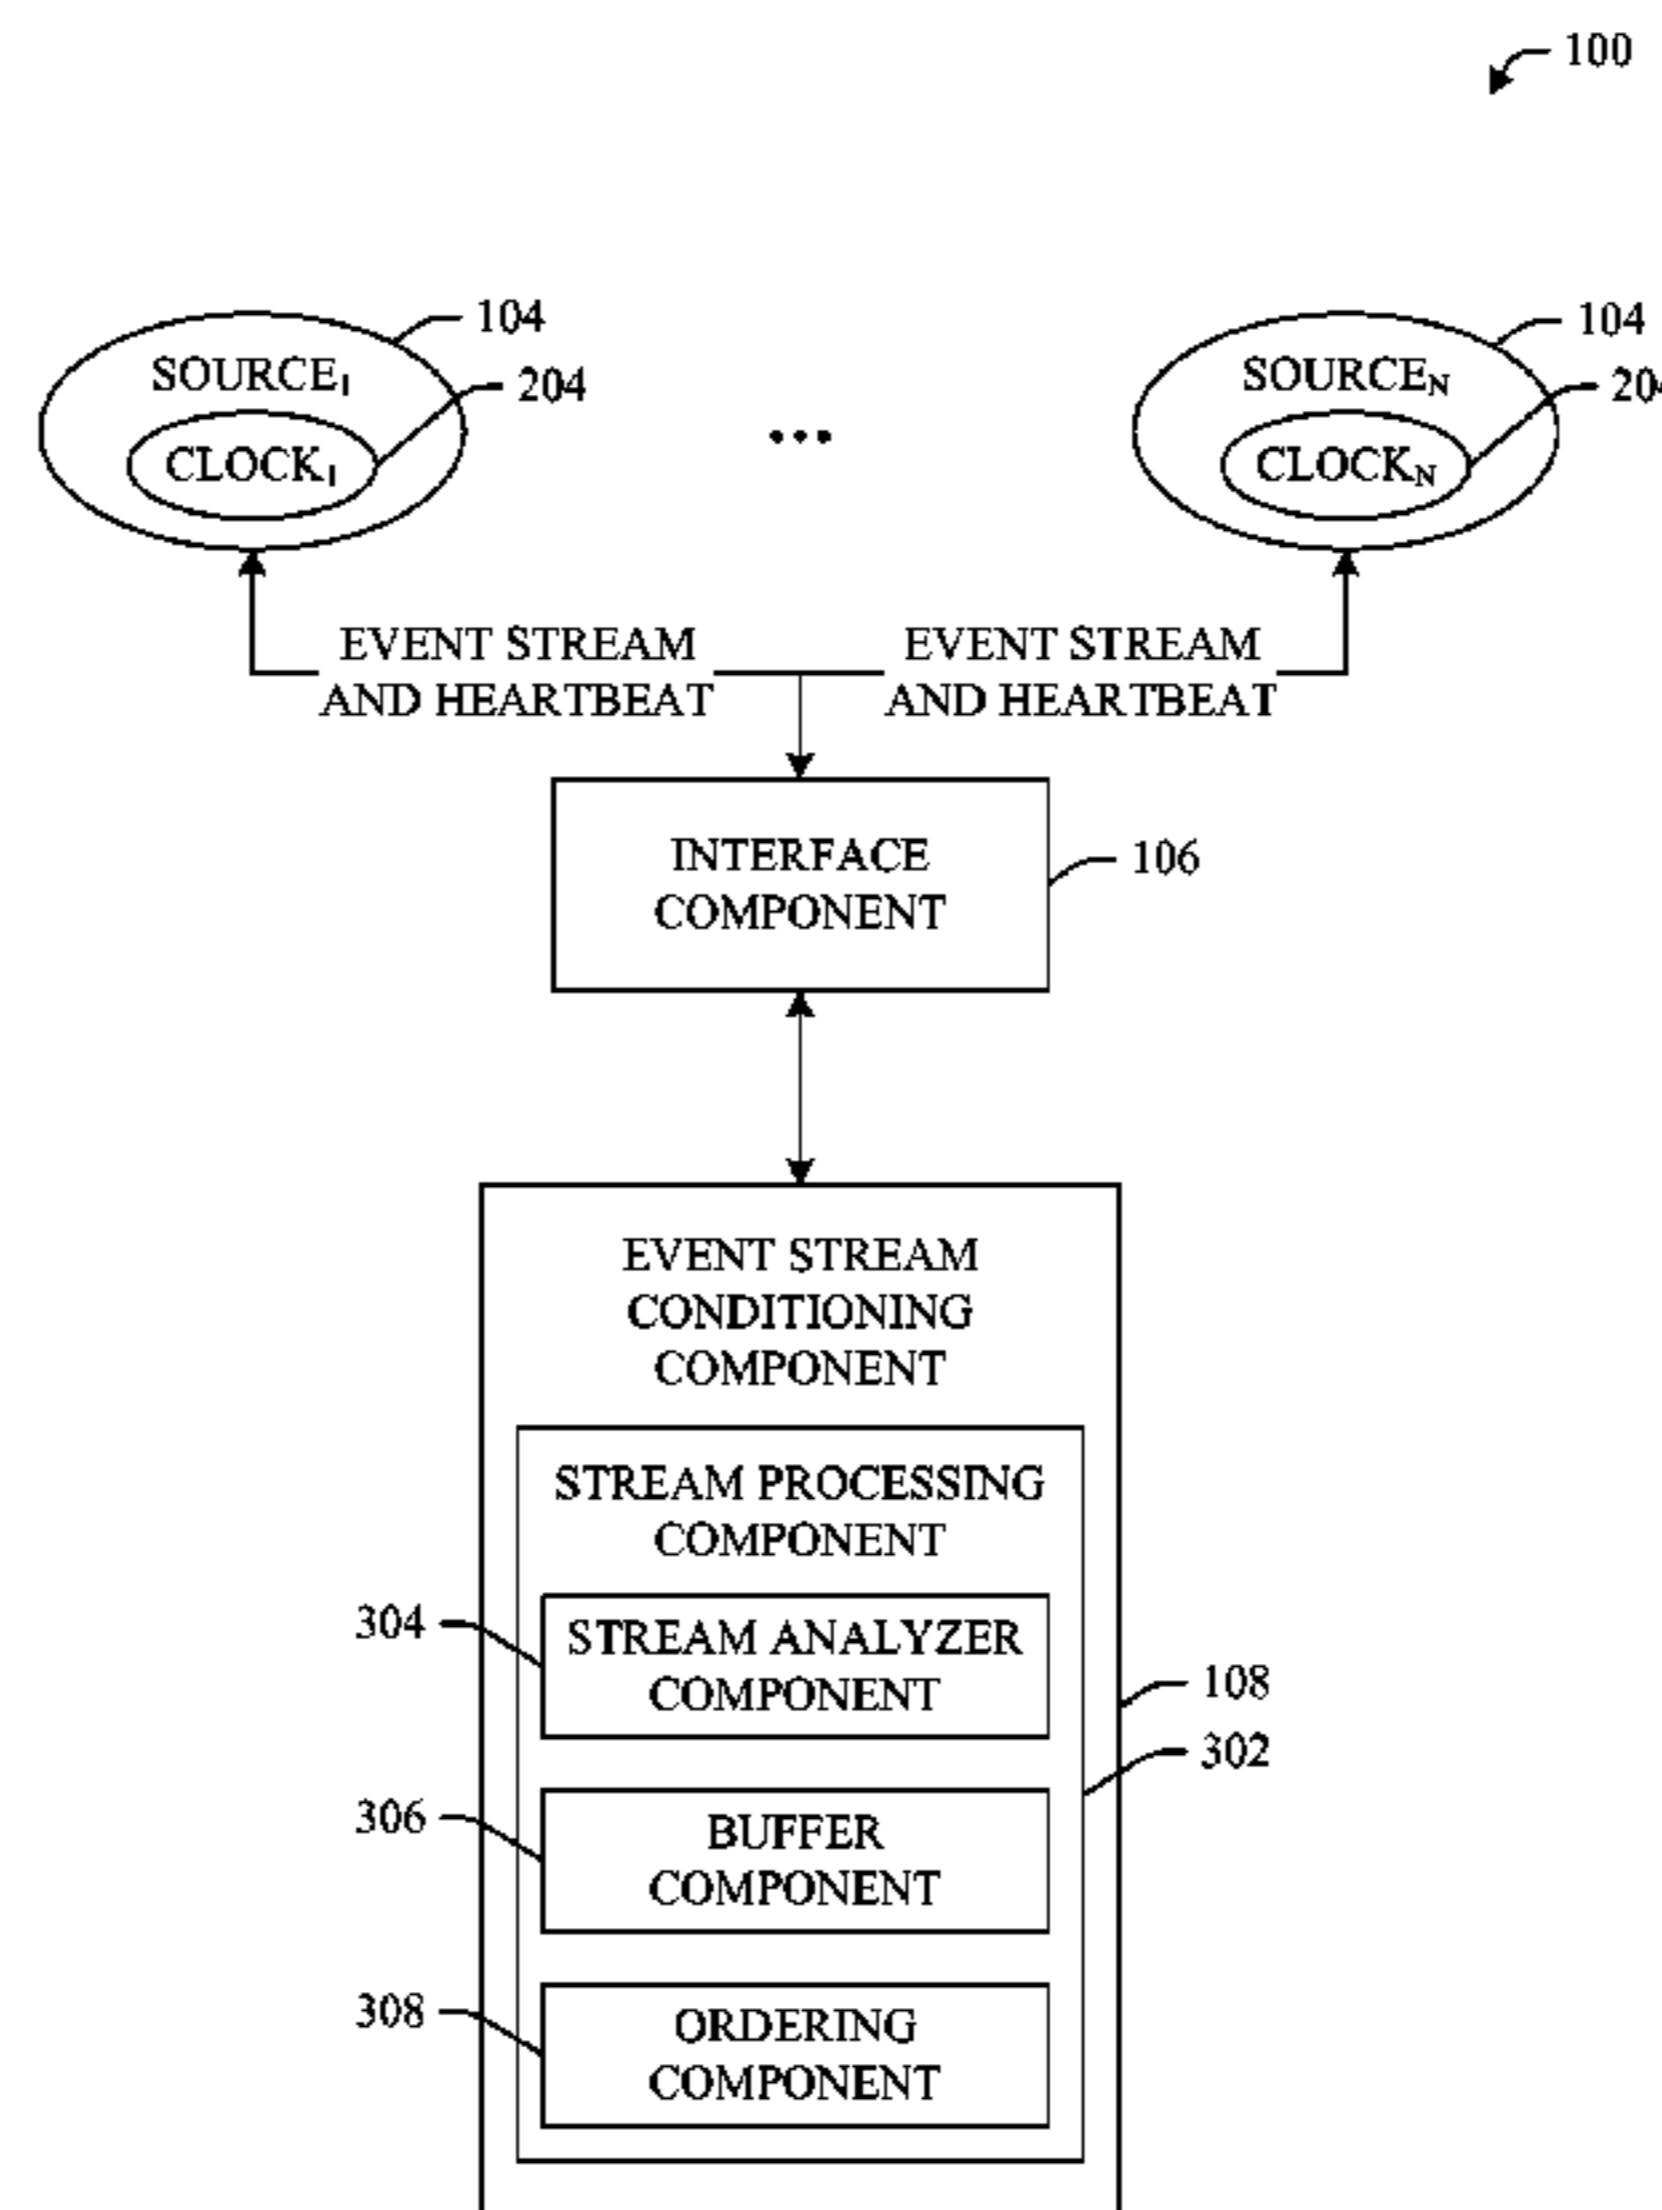 100
104
SOURCE₁
204
CLOCK₁
...
104
SOURCEN
20
CLOCKN
EVENT STREAM
AND HEARTBEAT
EVENT STREAM
AND HEARTBEAT
INTERFACE
COMPONENT
106
EVENT STREAM
CONDITIONING
COMPONENT
STREAM PROCESSING
COMPONENT
304
STREAM ANALYZER
COMPONENT
108
302
306
BUFFER
COMPONENT
308
ORDERING
COMPONENT